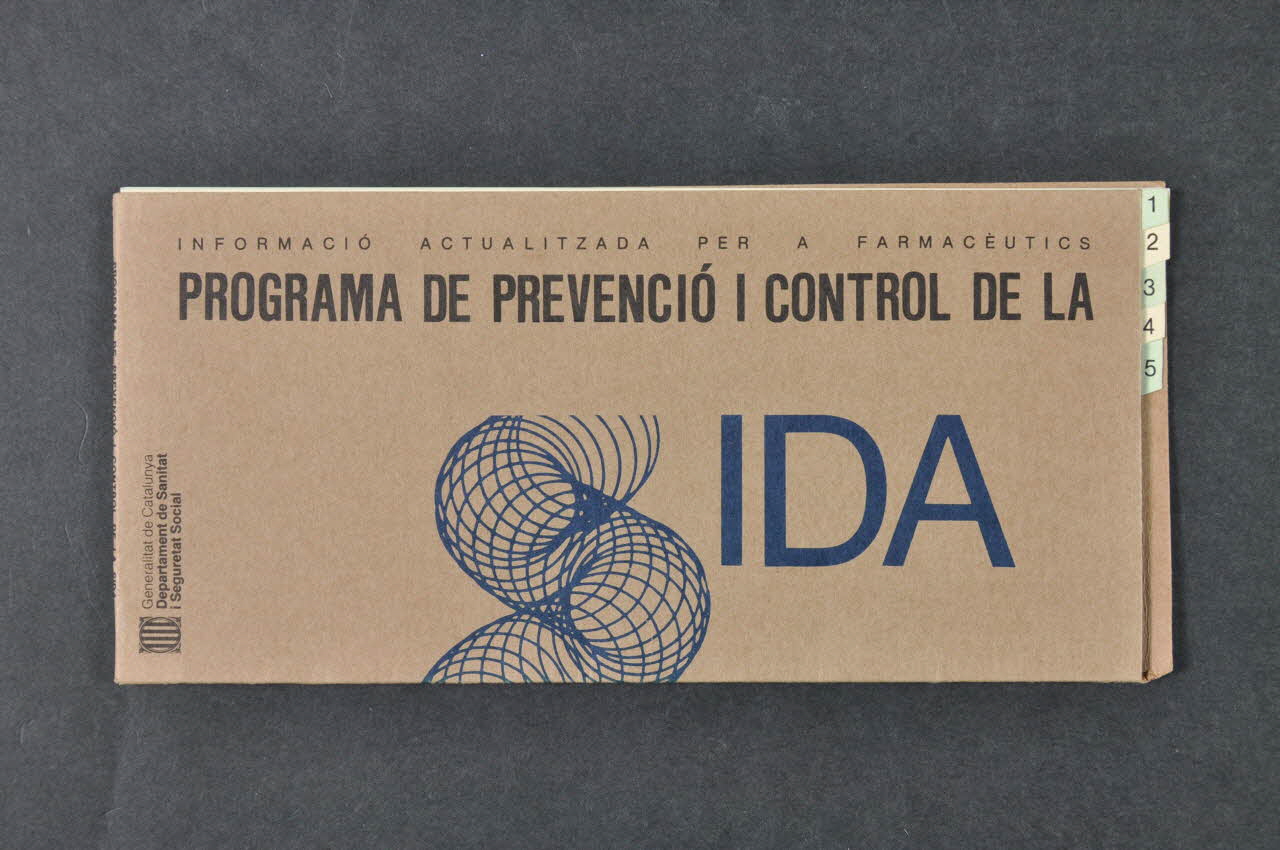 INFORMACIÓ ACTUALITZADA PER A FARMACÈUTICS
PROGRAMA DE PREVENCIÓ I CONTROL DE LA
SIDA
Generalitat de Catalunya
Departament de Sanitat
i Seguretat Social
1
2
3
4
5